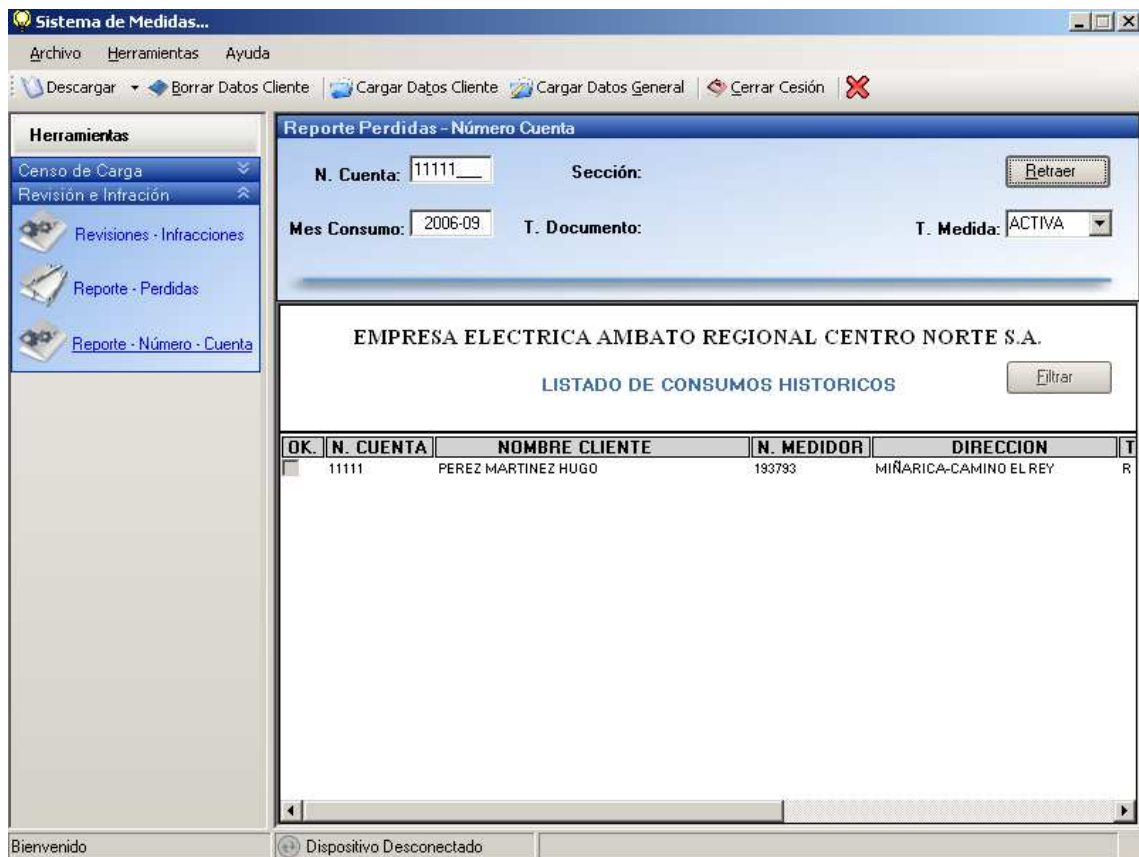 Sistema de Medidas...
Archivo Herramientas Ayuda
Descargar Borrar Datos Cliente Cargar Datos Cliente Cargar Datos General Cerrar Cesión
Herramientas
Censo de Carga
Revisión e Intración
Revisiones - Infracciones
Reporte - Perdidas
Reporte - Número - Cuenta
Reporte Perdidas - Número Cuenta
N. Cuenta: 11111___ Sección: Retraer
Mes Consumo: 2006-09 T. Documento: T. Medida: ACTIVA
EMPRESA ELECTRICA AMBATO REGIONAL CENTRO NORTE S.A.
LISTADO DE CONSUMOS HISTORICOS Filtrar
OK. N. CUENTA NOMBRE CLIENTE N. MEDIDOR DIRECCION T
11111 PEREZ MARTINEZ HUGO 193793 MIÑARICA-CAMINO EL REY R
Bienvenido Dispositivo Desconectado